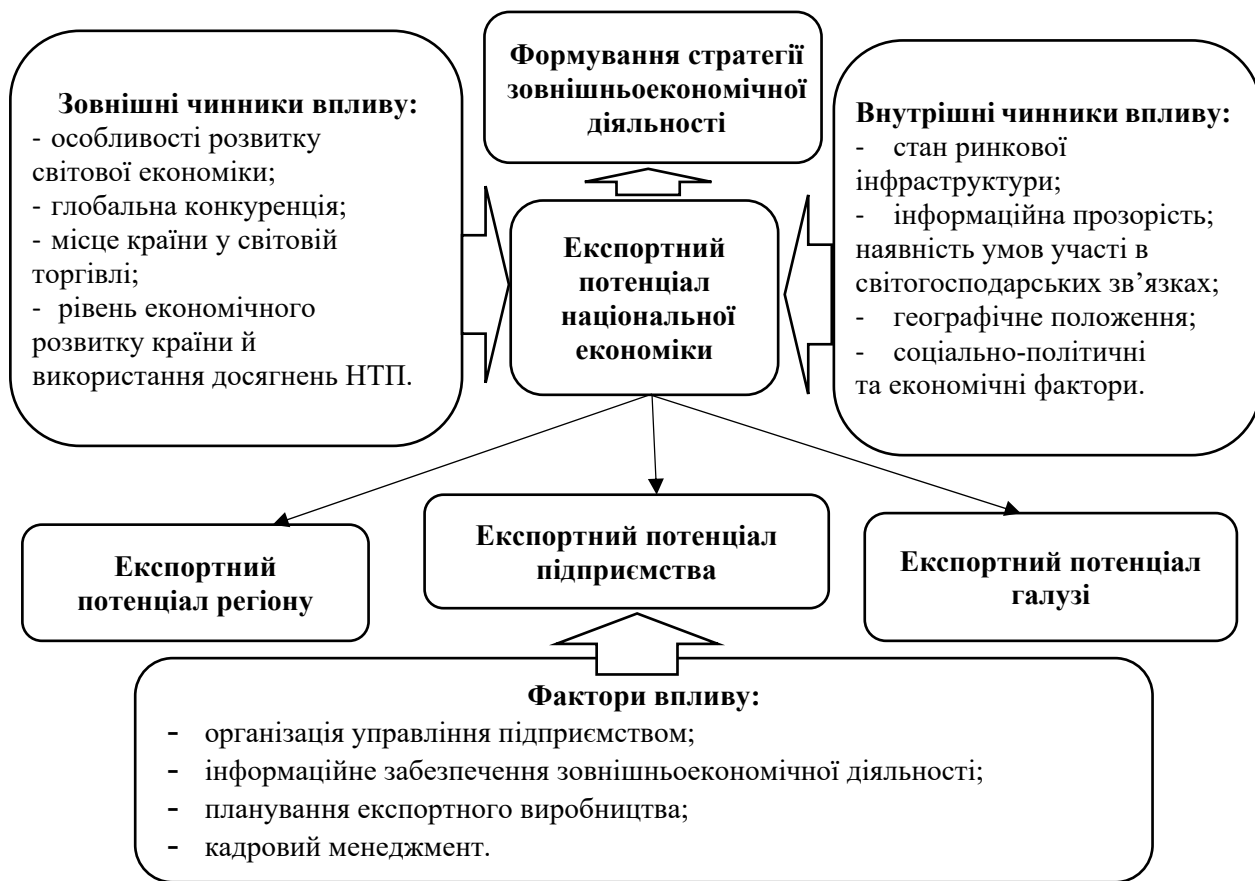 Формування стратегії
зовнішньоекономічної
діяльності
Зовнішні чинники впливу:
- особливості розвитку
світової економіки;
- глобальна конкуренція;
- місце країни у світовій
торгівлі;
- рівень економічного
розвитку країни й
використання досягнень НТП.
Експортний
потенціал
національної
економіки
Внутрішні чинники впливу:
- стан ринкової
інфраструктури;
- інформаційна прозорість;
наявність умов участі в
світогосподарських зв’язках;
- географічне положення;
- соціально-політичні
та економічні фактори.
Експортний
потенціал регіону
Експортний потенціал
підприємства
Експортний потенціал
галузі
Фактори впливу:
- організація управління підприємством;
- інформаційне забезпечення зовнішньоекономічної діяльності;
- планування експортного виробництва;
- кадровий менеджмент.